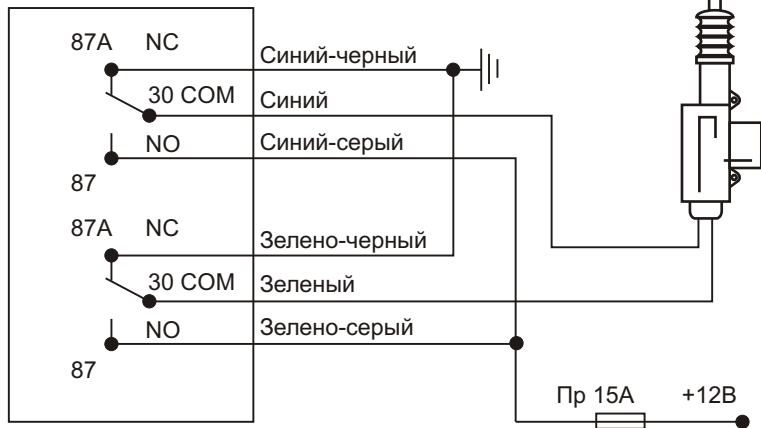 87A NC
Синий-черный
30 COM
Синий
NO
Синий-серый
87
87A NC
Зелено-черный
30 COM
Зеленый
NO
Зелено-серый
87
Пр 15А
+12В